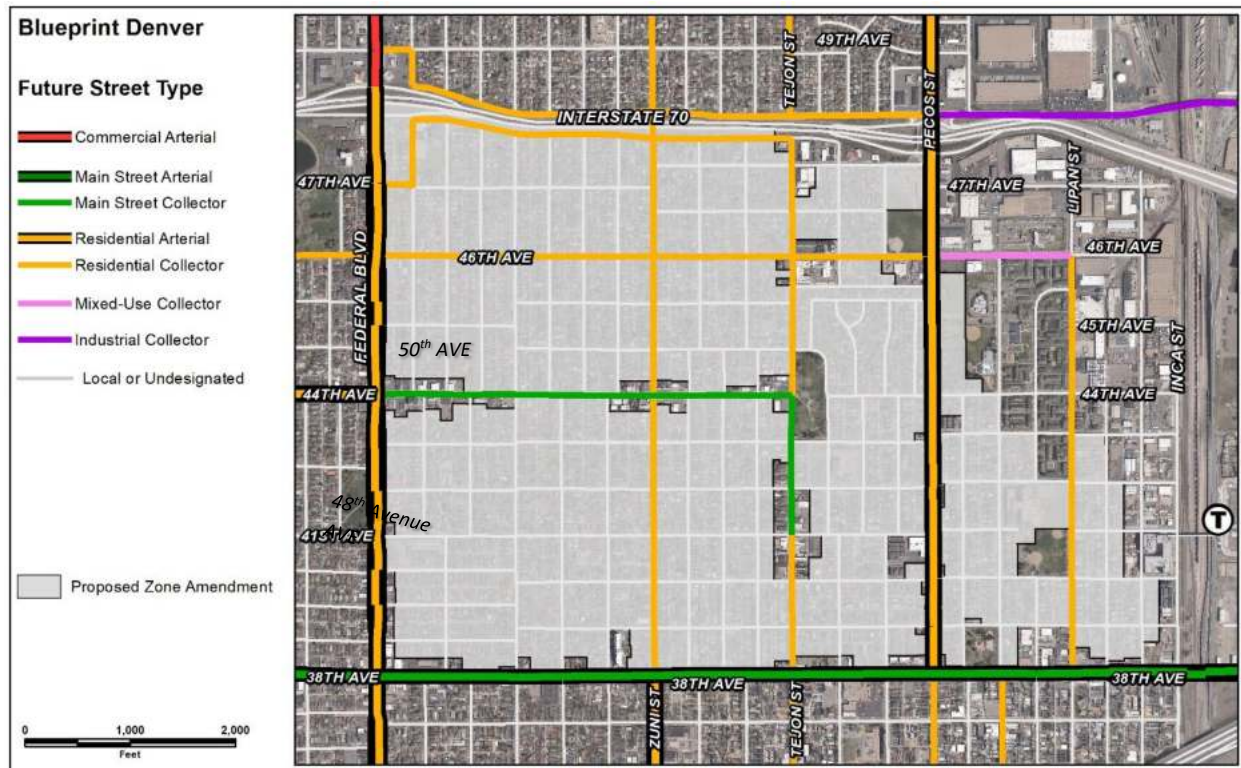 Blueprint Denver
Future Street Type
Commercial Arterial
Main Street Arterial
Main Street Collector
Residential Arterial
Residential Collector
Mixed-Use Collector
Industrial Collector
Local or Undesignated
Proposed Zone Amendment
0 1,000 2,000
Feet
49TH AVE
TEJON ST
INTERSTATE 70
PECOS ST
47TH AVE
47TH AVE
LIPAN ST
46TH AVE
46TH AVE
FEDERAL BLVD
45TH AVE
INCA ST
50th AVE
44TH AVE
44TH AVE
48th Avenue
41ST AVE
T
38TH AVE
38TH AVE
38TH AVE
ZUNI ST
TEJON ST